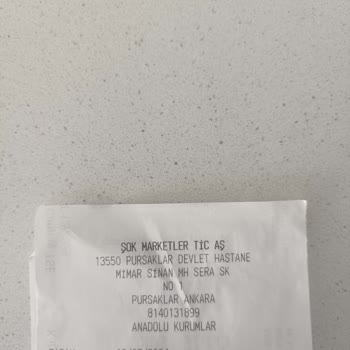 ŞOK MARKETLER TİC AŞ
13550 PURSAKLAR DEVLET HASTANE
MİMAR SİNAN MH SERA SK
NO
PURSAKLAR ANKARA
8140131899
ANADOLU KURUMLAR